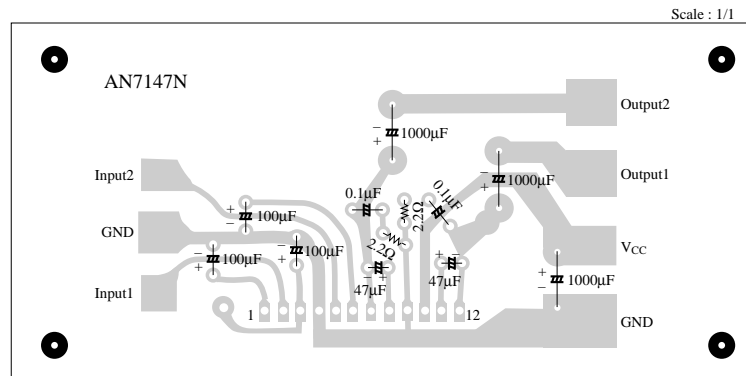 Scale : 1/1
AN7147N
Output2
1000µF
Input2
0.1µF
0.1µF
2.2Ω
1000µF
Output1
100µF
GND
100µF
2.2Ω
VCC
100µF
47µF
47µF
1000µF
Input1
1
12
GND